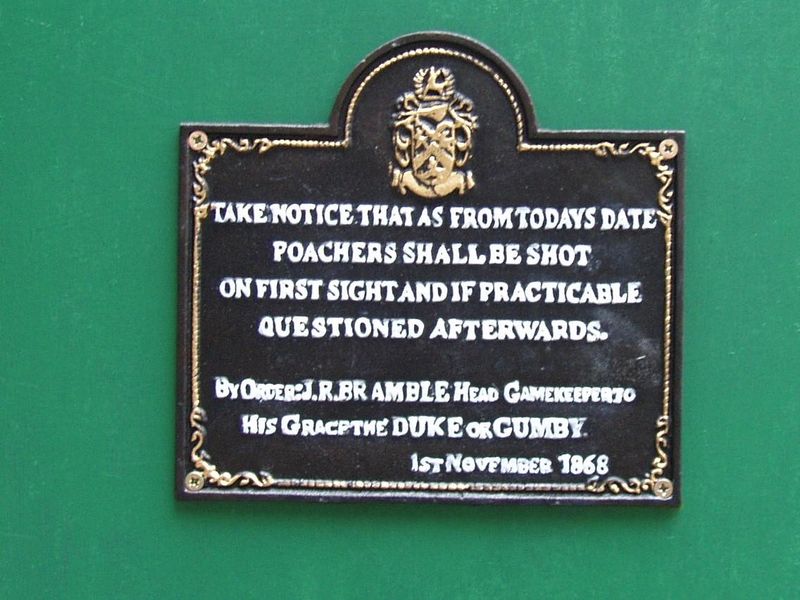 TAKE NOTICE THAT AS FROM TODAYS DATE
POACHERS SHALL BE SHOT
ON FIRST SIGHT AND IF PRACTICABLE
QUESTIONED AFTERWARDS.
BY ORDER: J.R. BRAMBLE HEAD GAMEKEEPER TO
HIS GRACE THE DUKE OF GUMBY.
1ST NOVEMBER 1868